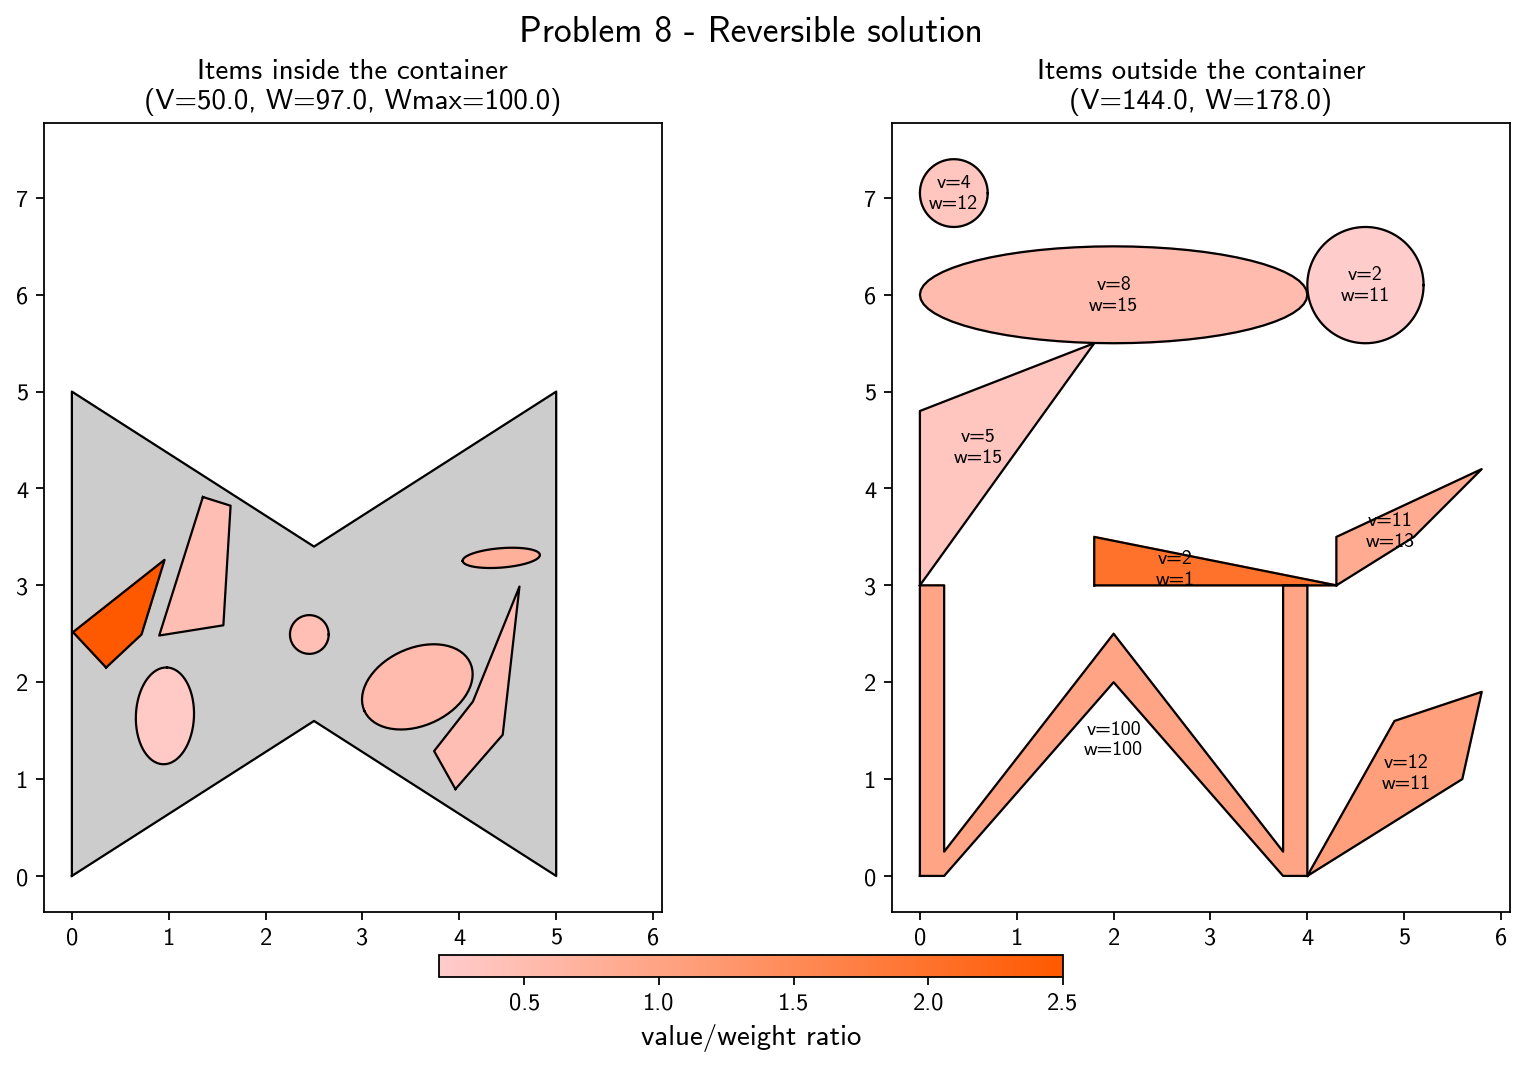 Problem 8 - Reversible solution
Items inside the container
(V=50.0, W=97.0, Wmax=100.0)
7
6
5
4
3
2
1
0
0 1 2 3 4 5 6
Items outside the container
(V=144.0, W=178.0)
7
6
5
4
3
2
1
0
v=4
w=12
v=8
w=15
v=2
w=11
v=5
w=15
v=11
w=13
v=2
w=1
v=100
w=100
v=12
w=11
0 1 2 3 4 5 6
0.5 1.0 1.5 2.0 2.5
value/weight ratio